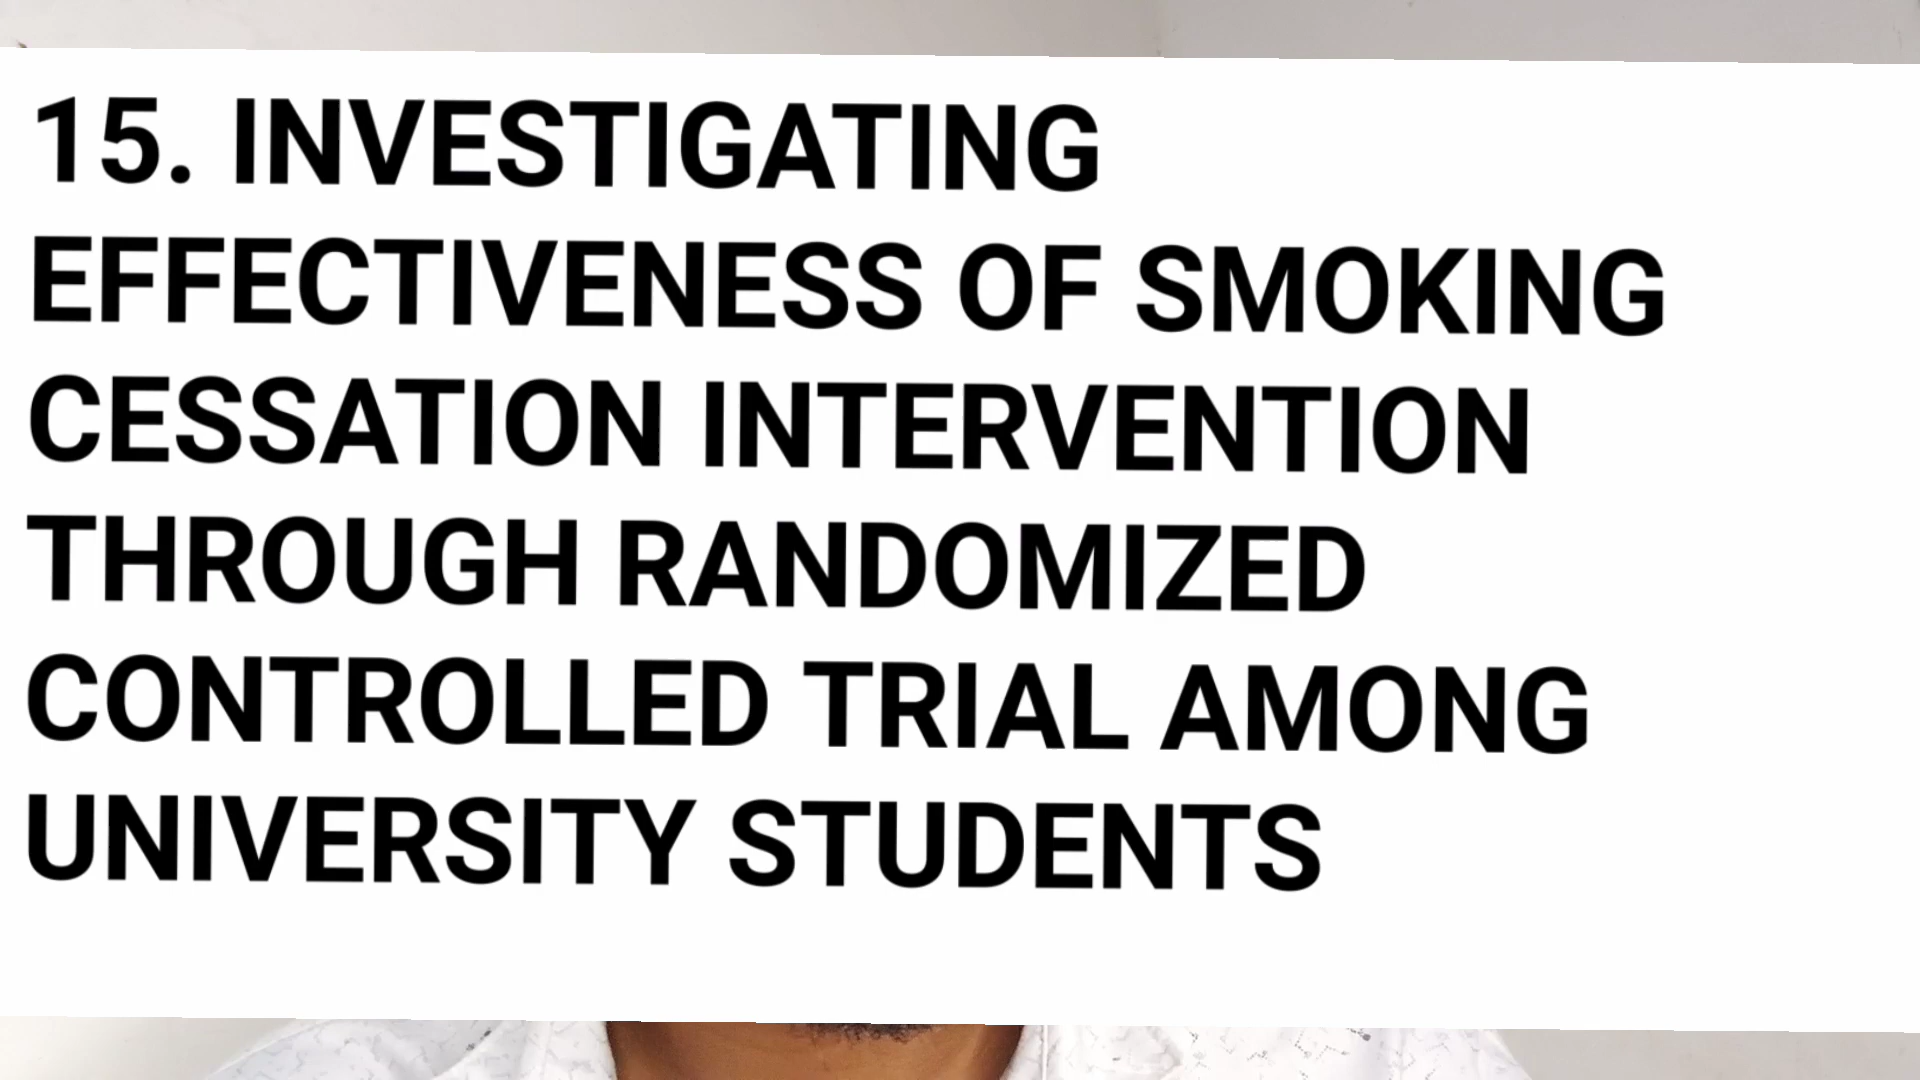 15. INVESTIGATING
EFFECTIVENESS OF SMOKING
CESSATION INTERVENTION
THROUGH RANDOMIZED
CONTROLLED TRIAL AMONG
UNIVERSITY STUDENTS